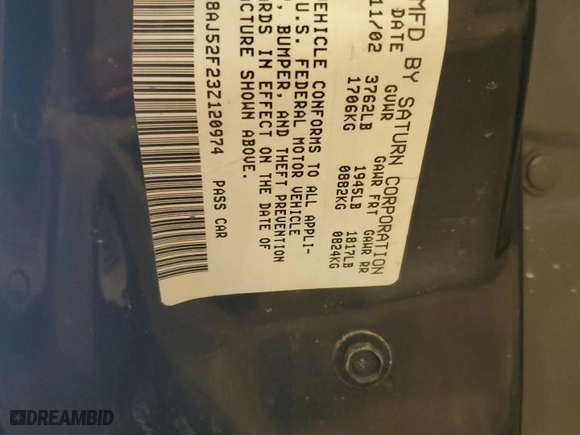 MFD BY SATURN CORPORATION
DATE GVWR GAWR FRT GAWR RR
11/02 3762LB 1945LB 1817LB
1706KG 0882KG 0824KG
VEHICLE CONFORMS TO ALL APPLI-
U.S. FEDERAL MOTOR VEHICLE
, BUMPER, AND THEFT PREVENTION
RDS IN EFFECT ON THE DATE OF
CTURE SHOWN ABOVE.
8AJ52F23Z120974 PASS CAR
DREAMBID